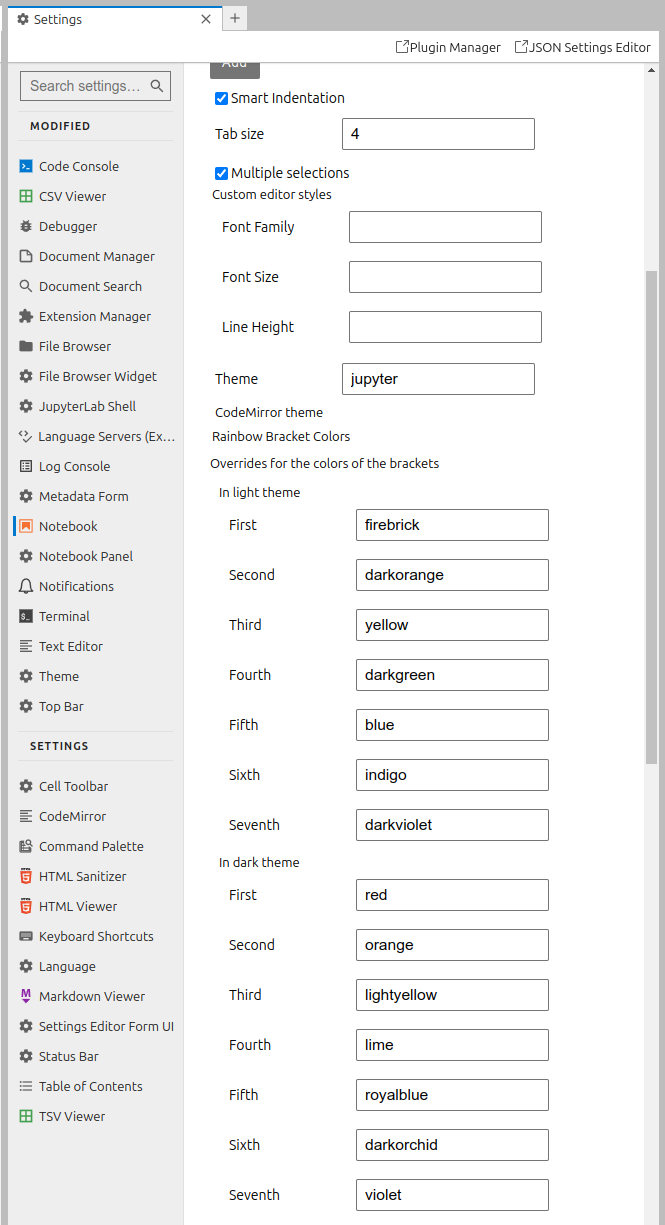 Settings
Plugin Manager JSON Settings Editor
Search settings…
MODIFIED
Code Console
CSV Viewer
Debugger
Document Manager
Document Search
Extension Manager
File Browser
File Browser Widget
JupyterLab Shell
Language Servers (Ex…
Log Console
Metadata Form
Notebook
Notebook Panel
Notifications
Terminal
Text Editor
Theme
Top Bar
SETTINGS
Cell Toolbar
CodeMirror
Command Palette
HTML Sanitizer
HTML Viewer
Keyboard Shortcuts
Language
Markdown Viewer
Settings Editor Form UI
Status Bar
Table of Contents
TSV Viewer
Add
Smart Indentation
Tab size 4
Multiple selections
Custom editor styles
Font Family
Font Size
Line Height
Theme jupyter
CodeMirror theme
Rainbow Bracket Colors
Overrides for the colors of the brackets
In light theme
First firebrick
Second darkorange
Third yellow
Fourth darkgreen
Fifth blue
Sixth indigo
Seventh darkviolet
In dark theme
First red
Second orange
Third lightyellow
Fourth lime
Fifth royalblue
Sixth darkorchid
Seventh violet